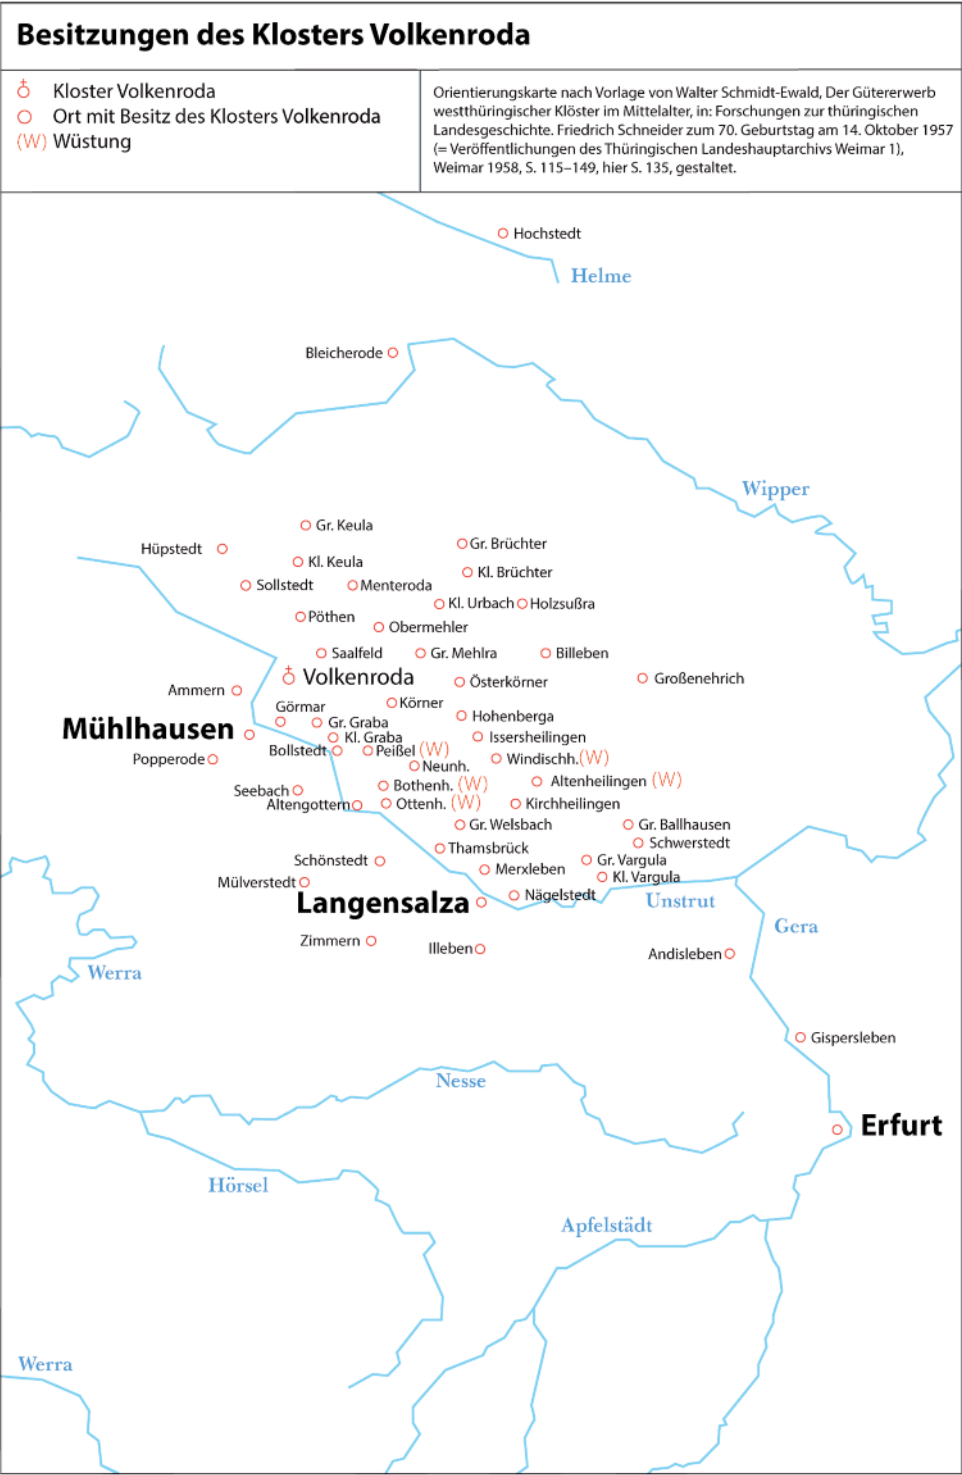 Besitzungen des Klosters Volkenroda
Kloster Volkenroda
Ort mit Besitz des Klosters Volkenroda
(W) Wüstung
Orientierungskarte nach Vorlage von Walter Schmidt-Ewald, Der Gütererwerb
westthüringischer Klöster im Mittelalter, in: Forschungen zur thüringischen
Landesgeschichte. Friedrich Schneider zum 70. Geburtstag am 14. Oktober 1957
(= Veröffentlichungen des Thüringischen Landeshauptarchivs Weimar 1),
Weimar 1958, S. 115–149, hier S. 135, gestaltet.
Hochstedt
Helme
Bleicherode
Wipper
Gr. Keula
Hüpstedt
Gr. Brüchter
Kl. Keula
Kl. Brüchter
Sollstedt
Menteroda
Kl. Urbach
Holzsußra
Pöthen
Obermehler
Saalfeld
Gr. Mehlra
Billeben
Volkenroda
Österkörner
Großenehrich
Ammern
Körner
Görmar
Hohenberga
Gr. Graba
Mühlhausen
Kl. Graba
Issersheilingen
Bollstedt
Peißel (W)
Popperode
Windischh.(W)
Neunh.
Altenheilingen (W)
Bothenh. (W)
Seebach
Altengottern
Ottenh. (W)
Kirchheilingen
Gr. Welsbach
Gr. Ballhausen
Schwerstedt
Thamsbrück
Schönstedt
Gr. Vargula
Merxleben
Kl. Vargula
Mülverstedt
Nägelstedt
Langensalza
Unstrut
Gera
Zimmern
Illeben
Andisleben
Werra
Gispersleben
Nesse
Erfurt
Hörsel
Apfelstädt
Werra